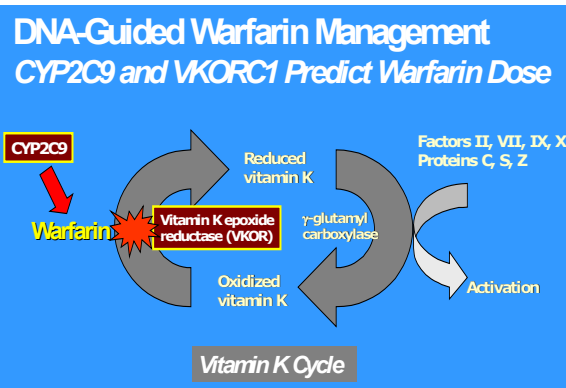 DNA-Guided Warfarin Management
CYP2C9 and VKORC1 Predict Warfarin Dose
CYP2C9
Reduced
vitamin K
Factors II, VII, IX, X
Proteins C, S, Z
Warfarin
Vitamin K epoxide
reductase (VKOR)
γ-glutamyl
carboxylase
Oxidized
vitamin K
Activation
Vitamin K Cycle